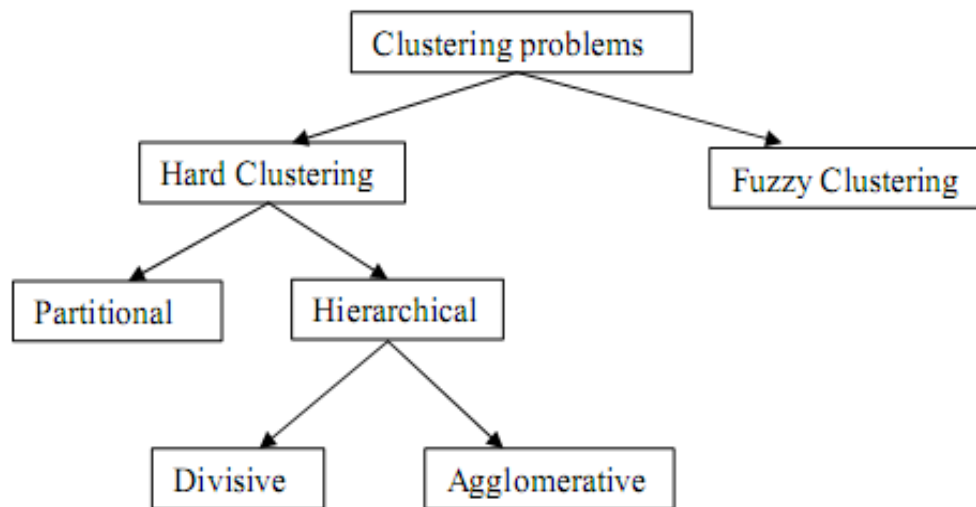 Clustering problems
Hard Clustering
Fuzzy Clustering
Partitional
Hierarchical
Divisive
Agglomerative